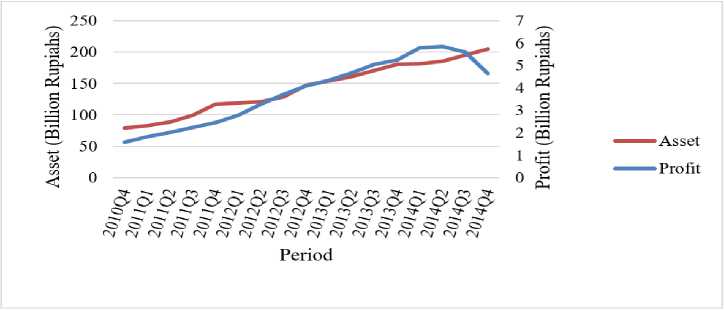 Asset (Billion Rupiahs)
250
200
150
100
50
0
7
6
5
4
3
2
1
0
Profit (Billion Rupiahs)
2010Q4
2011Q1
2011Q2
2011Q3
2011Q4
2012Q1
2012Q2
2012Q3
2012Q4
2013Q1
2013Q2
2013Q3
2013Q4
2014Q1
2014Q2
2014Q3
2014Q4
Period
Asset
Profit